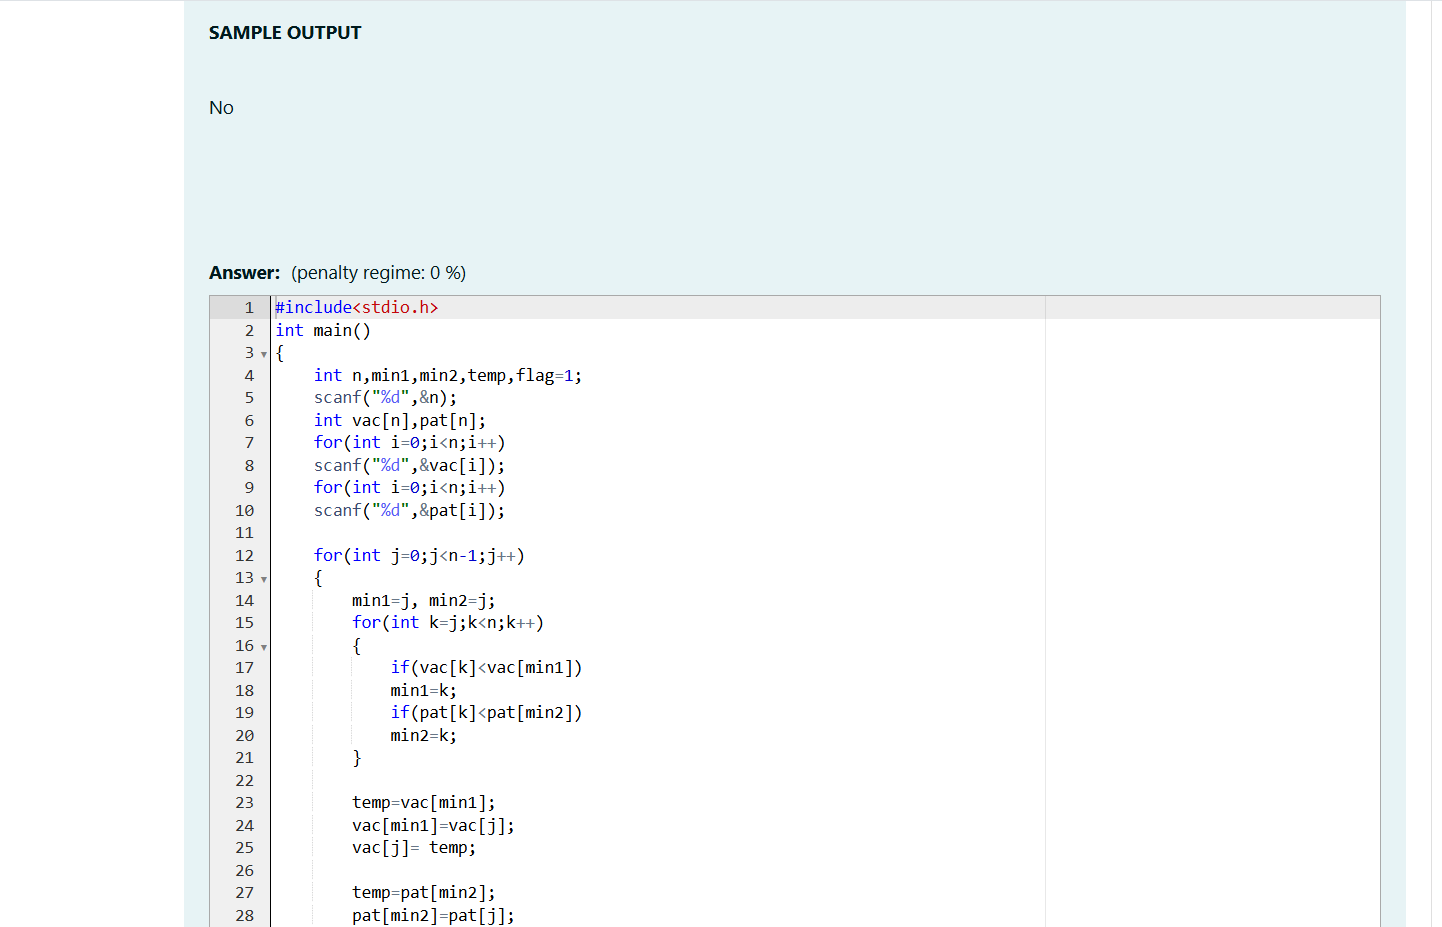 SAMPLE OUTPUT
No
Answer: (penalty regime: 0 %)
1 #include<stdio.h>
2 int main()
3 {
4 int n,min1,min2,temp,flag=1;
5 scanf("%d",&n);
6 int vac[n],pat[n];
7 for(int i=0;i<n;i++)
8 scanf("%d",&vac[i]);
9 for(int i=0;i<n;i++)
10 scanf("%d",&pat[i]);
11
12 for(int j=0;j<n-1;j++)
13 {
14 min1=j, min2=j;
15 for(int k=j;k<n;k++)
16 {
17 if(vac[k]<vac[min1])
18 min1=k;
19 if(pat[k]<pat[min2])
20 min2=k;
21 }
22
23 temp=vac[min1];
24 vac[min1]=vac[j];
25 vac[j]= temp;
26
27 temp=pat[min2];
28 pat[min2]=pat[j];